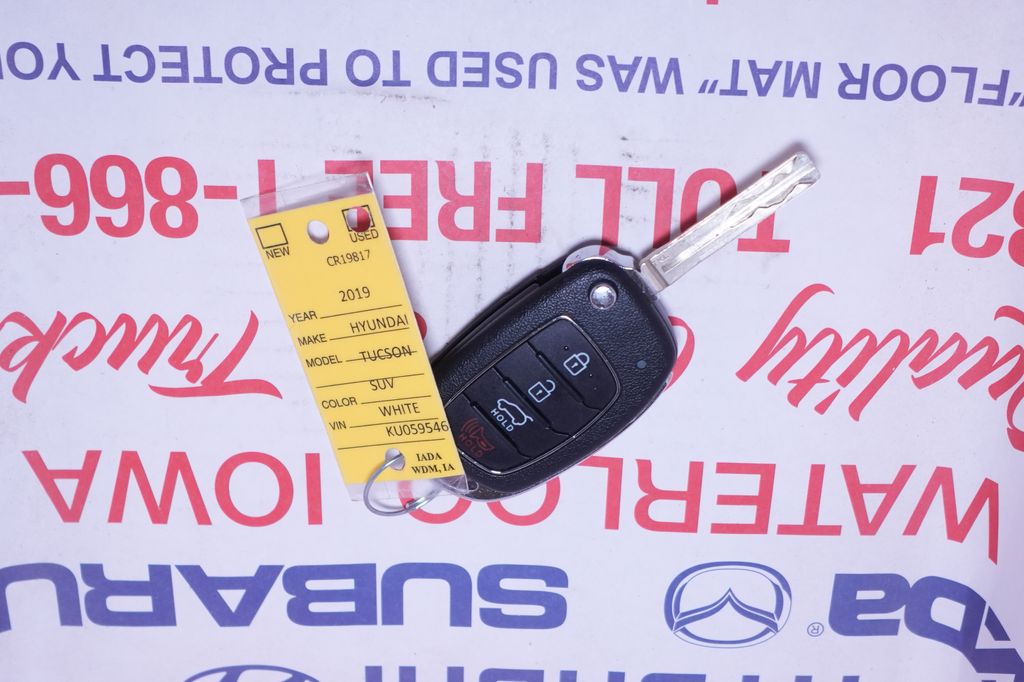 "FLOOR MAT" WAS USED TO PROTECT YO
821 TOLL FREE 1-866-
Quality
Truck
WATERLOO, IOWA
SUBARU
®
NEW
USED
CR19817
YEAR 2019
MAKE HYUNDAI
MODEL TUCSON
SUV
COLOR WHITE
VIN KU059546
IADA
WDM, IA
HOLD
HOLD